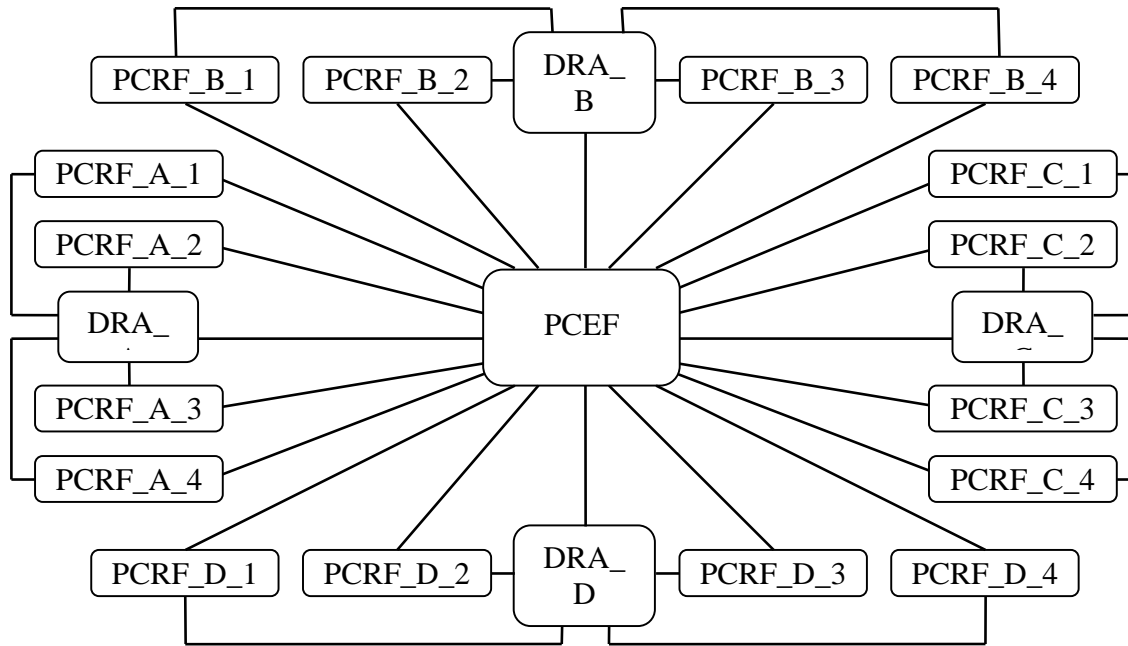 PCRF_B_1
PCRF_B_2
DRA_
B
PCRF_B_3
PCRF_B_4
PCRF_A_1
PCRF_A_2
DRA_
PCRF_A_3
PCRF_A_4
PCEF
PCRF_C_1
PCRF_C_2
DRA_
PCRF_C_3
PCRF_C_4
PCRF_D_1
PCRF_D_2
DRA_
D
PCRF_D_3
PCRF_D_4